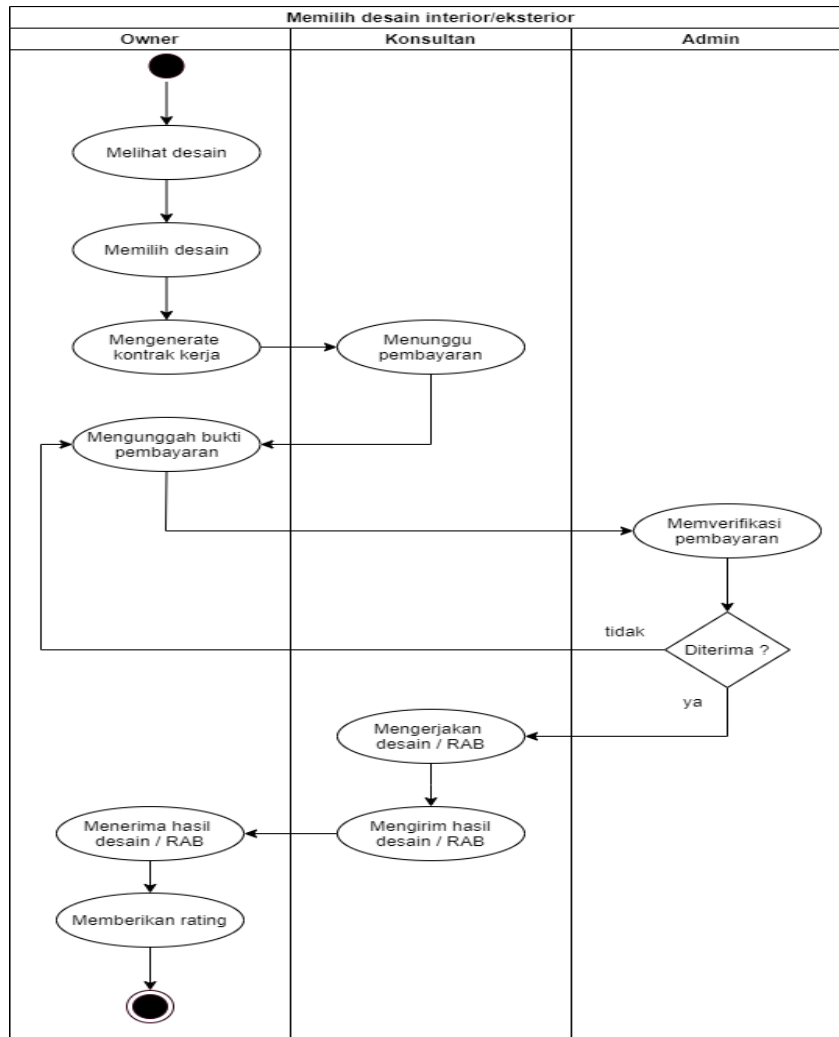 Memilih desain interior/eksterior
Owner
Konsultan
Admin
Melihat desain
Memilih desain
Mengenerate
kontrak kerja
Menunggu
pembayaran
Mengunggah bukti
pembayaran
Memverifikasi
pembayaran
tidak
Diterima ?
ya
Mengerjakan
desain / RAB
Menerima hasil
desain / RAB
Mengirim hasil
desain / RAB
Memberikan rating